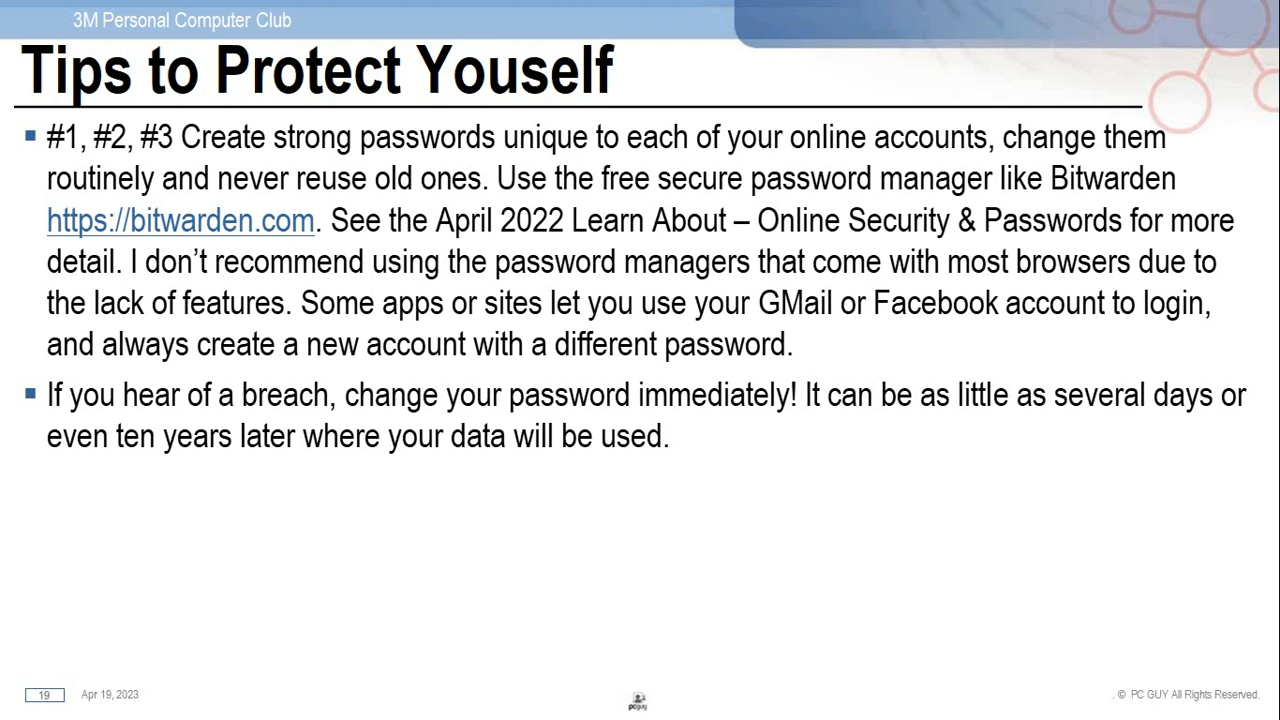 3M Personal Computer Club
Tips to Protect Youself
#1, #2, #3 Create strong passwords unique to each of your online accounts, change them
routinely and never reuse old ones. Use the free secure password manager like Bitwarden
https://bitwarden.com. See the April 2022 Learn About – Online Security & Passwords for more
detail. I don’t recommend using the password managers that come with most browsers due to
the lack of features. Some apps or sites let you use your GMail or Facebook account to login,
and always create a new account with a different password.
If you hear of a breach, change your password immediately! It can be as little as several days or
even ten years later where your data will be used.
19 Apr 19, 2023
pcguy
. © PC GUY All Rights Reserved.